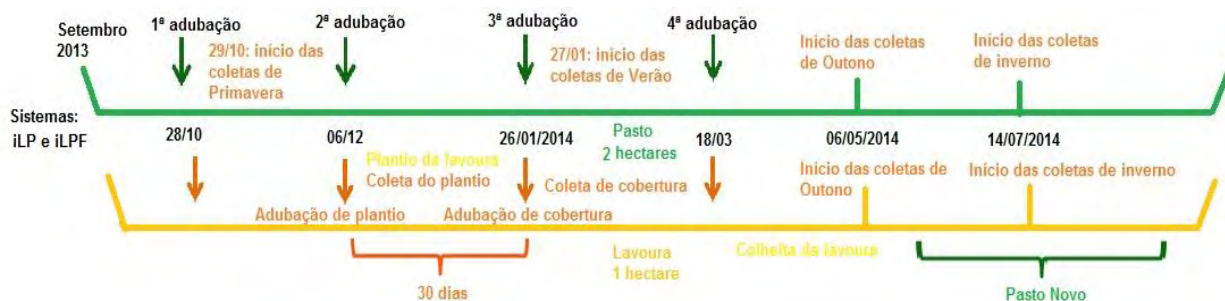 Setembro
2013
1ª adubação
29/10: início das
coletas de
Primavera
2ª adubação
3ª adubação
27/01: início das
coletas de Verão
4ª adubação
Inicio das coletas
de Outono
Inicio das coletas
de inverno
Sistemas:
iLP e iLPF
28/10
06/12
26/01/2014
Pasto
2 hectares
18/03
06/05/2014
14/07/2014
Plantio da lavoura
Coleta do plantio
Coleta de cobertura
Início das coletas de
Outono
Início das coletas de inverno
Adubação de plantio
Adubação de cobertura
Lavoura
1 hectare
Colheita da lavoura
30 dias
Pasto Novo